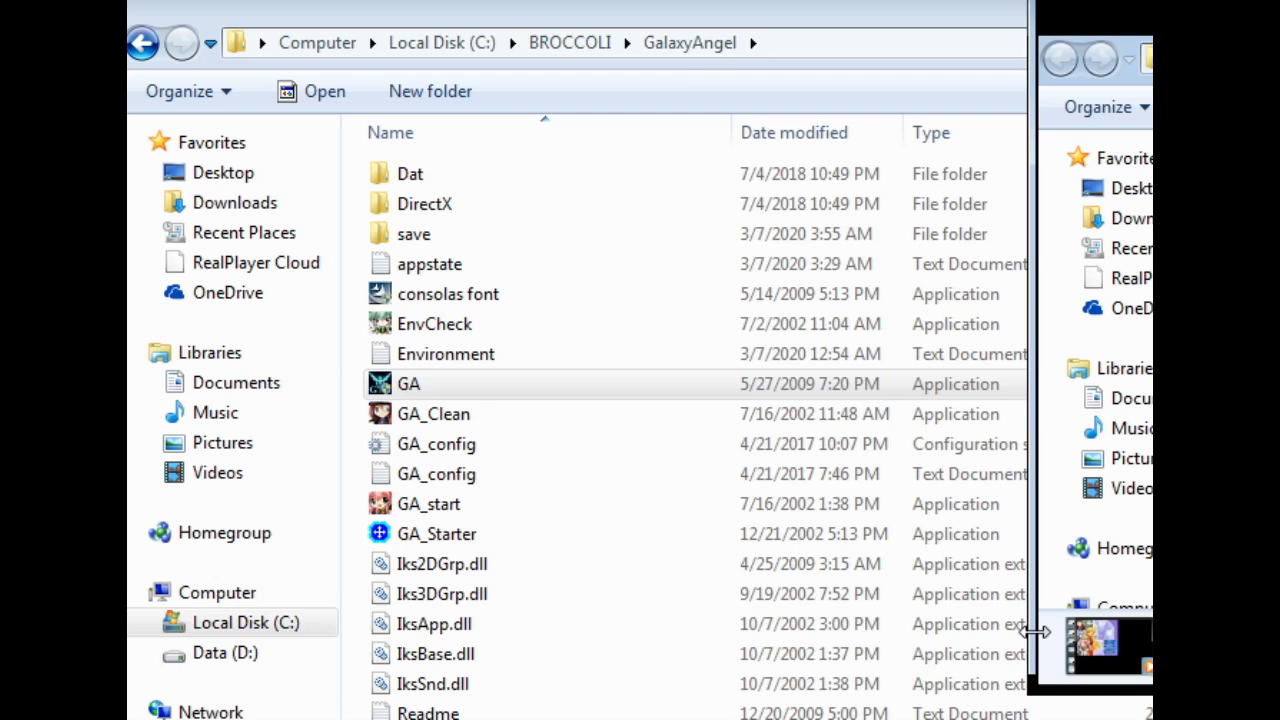 Computer Local Disk (C:) BROCCOLI GalaxyAngel
Organize Open New folder
Name Date modified Type
Favorites
Desktop
Downloads
Recent Places
RealPlayer Cloud
OneDrive
Libraries
Documents
Music
Pictures
Videos
Homegroup
Computer
Local Disk (C:)
Data (D:)
Network
Dat 7/4/2018 10:49 PM File folder
DirectX 7/4/2018 10:49 PM File folder
save 3/7/2020 3:55 AM File folder
appstate 3/7/2020 3:29 AM Text Document
consolas font 5/14/2009 5:13 PM Application
EnvCheck 7/2/2002 11:04 AM Application
Environment 3/7/2020 12:54 AM Text Document
GA 5/27/2009 7:20 PM Application
GA_Clean 7/16/2002 11:48 AM Application
GA_config 4/21/2017 10:07 PM Configuration s
GA_config 4/21/2017 7:46 PM Text Document
GA_start 7/16/2002 1:38 PM Application
GA_Starter 12/21/2002 5:13 PM Application
Iks2DGrp.dll 4/25/2009 3:15 AM Application ext
Iks3DGrp.dll 9/19/2002 7:52 PM Application ext
IksApp.dll 10/7/2002 3:00 PM Application ext
IksBase.dll 10/7/2002 1:37 PM Application ext
IksSnd.dll 10/7/2002 1:38 PM Application ext
Readme 12/20/2009 5:00 PM Text Document
Organize
Favorite
Deskt
Down
Recer
RealP
OneD
Librarie
Docu
Music
Pictu
Video
Homeg